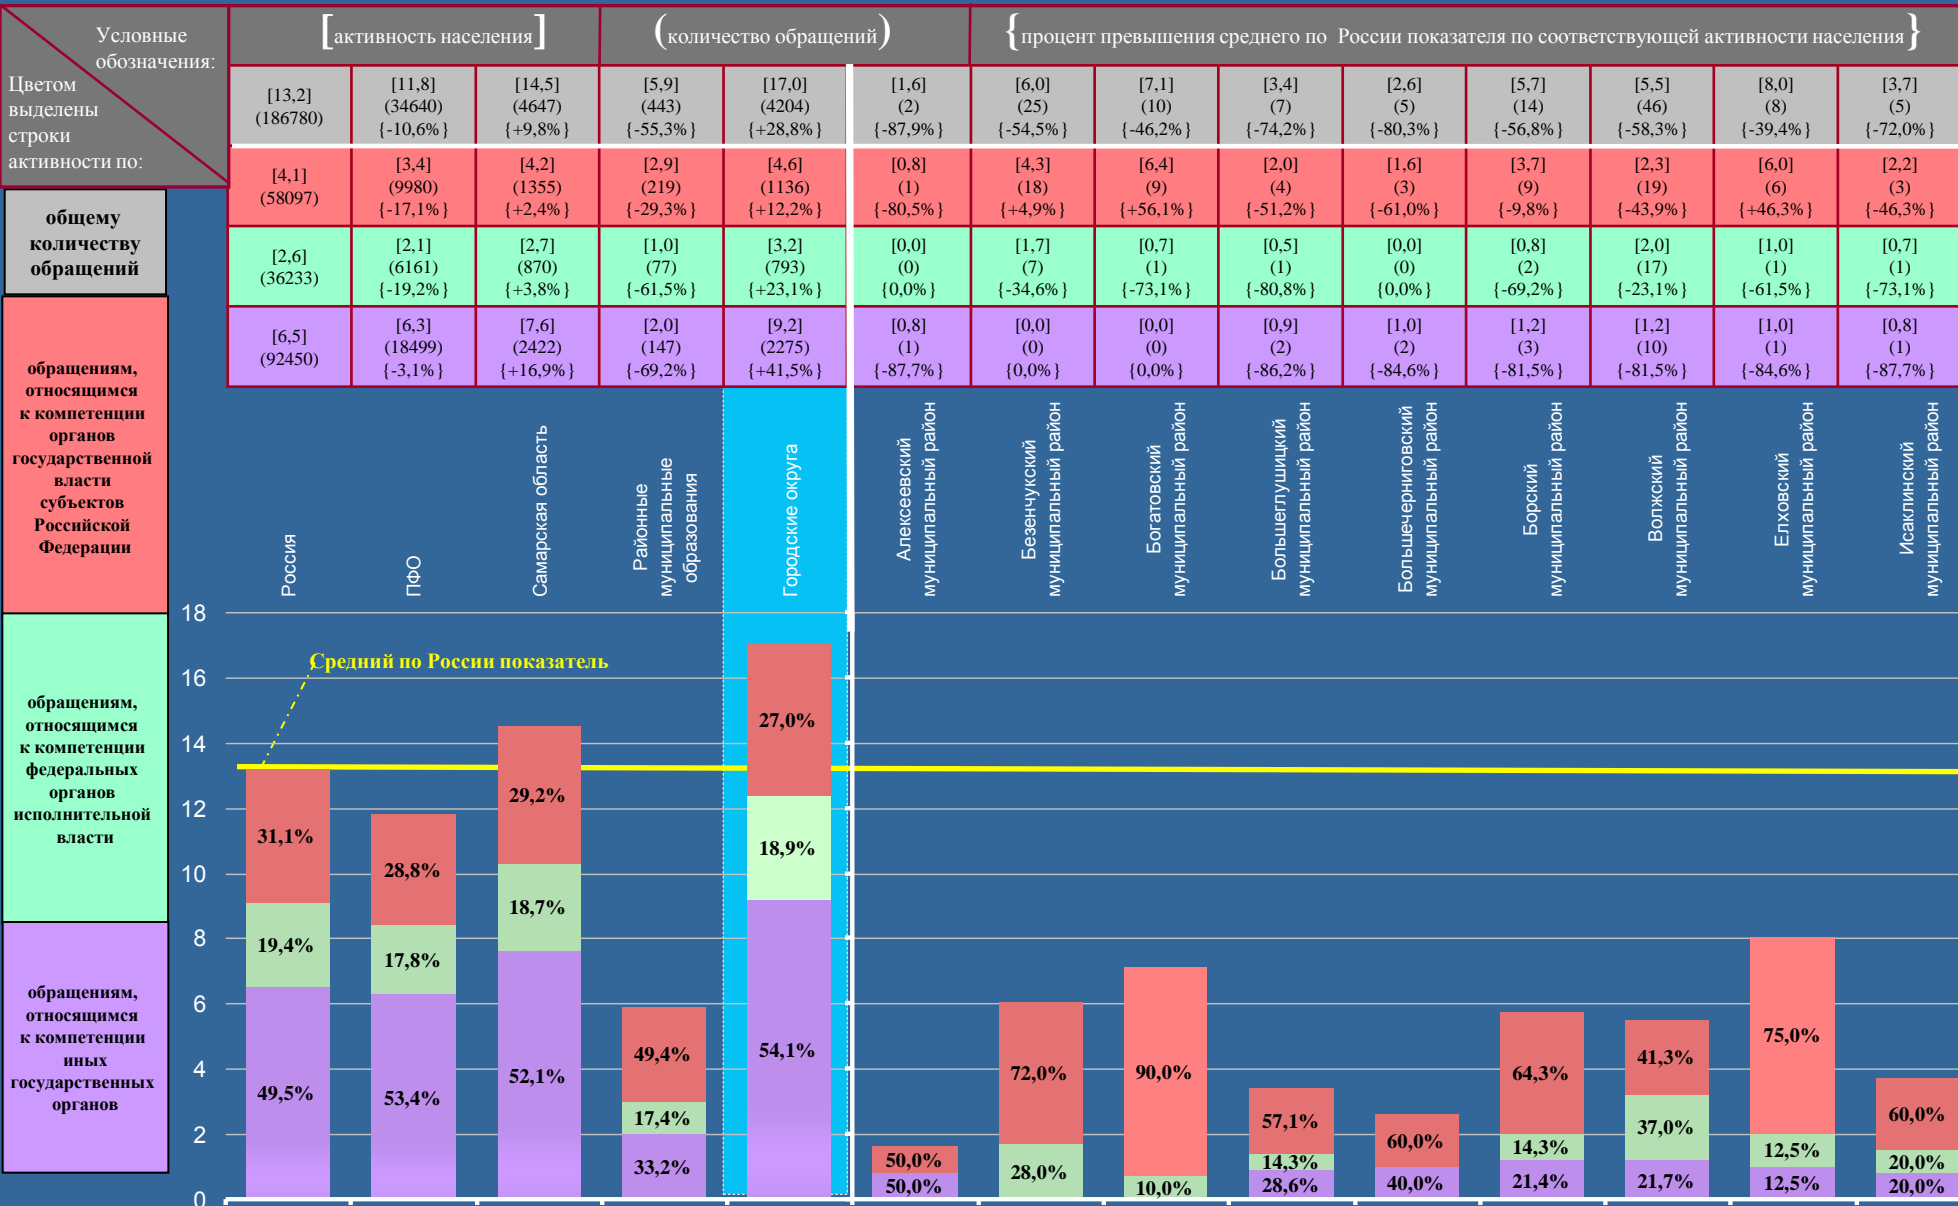 Условные
обозначения:
Цветом
выделены
строки
активности по:
[активность населения]
(количество обращений)
{процент превышения среднего по России показателя по соответствующей активности населения}
[13,2] [11,8] [14,5] [5,9] [17,0] [1,6] [6,0] [7,1] [3,4] [2,6] [5,7] [5,5] [8,0] [3,7]
(186780) (34640) (4647) (443) (4204) (2) (25) (10) (7) (5) (14) (46) (8) (5)
{-10,6%} {+9,8%} {-55,3%} {+28,8%} {-87,9%} {-54,5%} {-46,2%} {-74,2%} {-80,3%} {-56,8%} {-58,3%} {-39,4%} {-72,0%}
[4,1] [3,4] [4,2] [2,9] [4,6] [0,8] [4,3] [6,4] [2,0] [1,6] [3,7] [2,3] [6,0] [2,2]
(58097) (9980) (1355) (219) (1136) (1) (18) (9) (4) (3) (9) (19) (6) (3)
{-17,1%} {+2,4%} {-29,3%} {+12,2%} {-80,5%} {+4,9%} {+56,1%} {-51,2%} {-61,0%} {-9,8%} {-43,9%} {+46,3%} {-46,3%}
[2,6] [2,1] [2,7] [1,0] [3,2] [0,0] [1,7] [0,7] [0,5] [0,0] [0,8] [2,0] [1,0] [0,7]
(36233) (6161) (870) (77) (793) (0) (7) (1) (1) (0) (2) (17) (1) (1)
{-19,2%} {+3,8%} {-61,5%} {+23,1%} {0,0%} {-34,6%} {-73,1%} {-80,8%} {0,0%} {-69,2%} {-23,1%} {-61,5%} {-73,1%}
[6,5] [6,3] [7,6] [2,0] [9,2] [0,8] [0,0] [0,0] [0,9] [1,0] [1,2] [1,2] [1,0] [0,8]
(92450) (18499) (2422) (147) (2275) (1) (0) (0) (2) (2) (3) (10) (1) (1)
{-3,1%} {+16,9%} {-69,2%} {+41,5%} {-87,7%} {0,0%} {0,0%} {-86,2%} {-84,6%} {-81,5%} {-81,5%} {-84,6%} {-87,7%}
общему
количеству
обращений
обращениям,
относящимся
к компетенции
органов
государственной
власти
субъектов
Российской
Федерации
обращениям,
относящимся
к компетенции
федеральных
органов
исполнительной
власти
обращениям,
относящимся
к компетенции
иных
государственных
органов
Россия
ПФО
Самарская область
Районные
муниципальные
образования
Городские округа
Алексеевский
муниципальный район
Безенчукский
муниципальный район
Богатовский
муниципальный район
Большеглушицкий
муниципальный район
Большечерниговский
муниципальный район
Борский
муниципальный район
Волжский
муниципальный район
Елховский
муниципальный район
Исаклинский
муниципальный район
Средний по России показатель
18
16
14
12
10
8
6
4
2
0
31,1%
19,4%
49,5%
28,8%
17,8%
53,4%
29,2%
18,7%
52,1%
49,4%
17,4%
33,2%
27,0%
18,9%
54,1%
50,0%
50,0%
72,0%
28,0%
90,0%
10,0%
57,1%
14,3%
28,6%
60,0%
40,0%
64,3%
14,3%
21,4%
41,3%
37,0%
21,7%
75,0%
12,5%
12,5%
60,0%
20,0%
20,0%